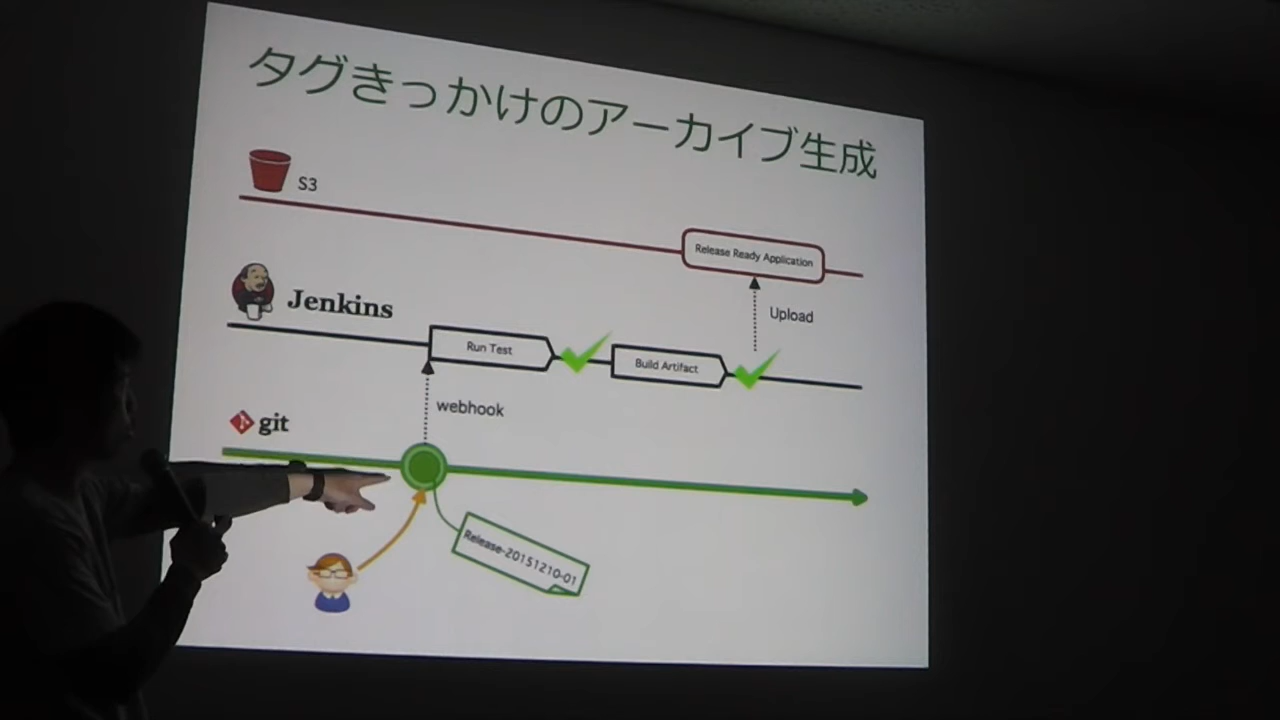 タグきっかけのアーカイブ生成
S3
Release Ready Application
Upload
Jenkins
Run Test
Build Artifact
webhook
git
Release-20151210-01